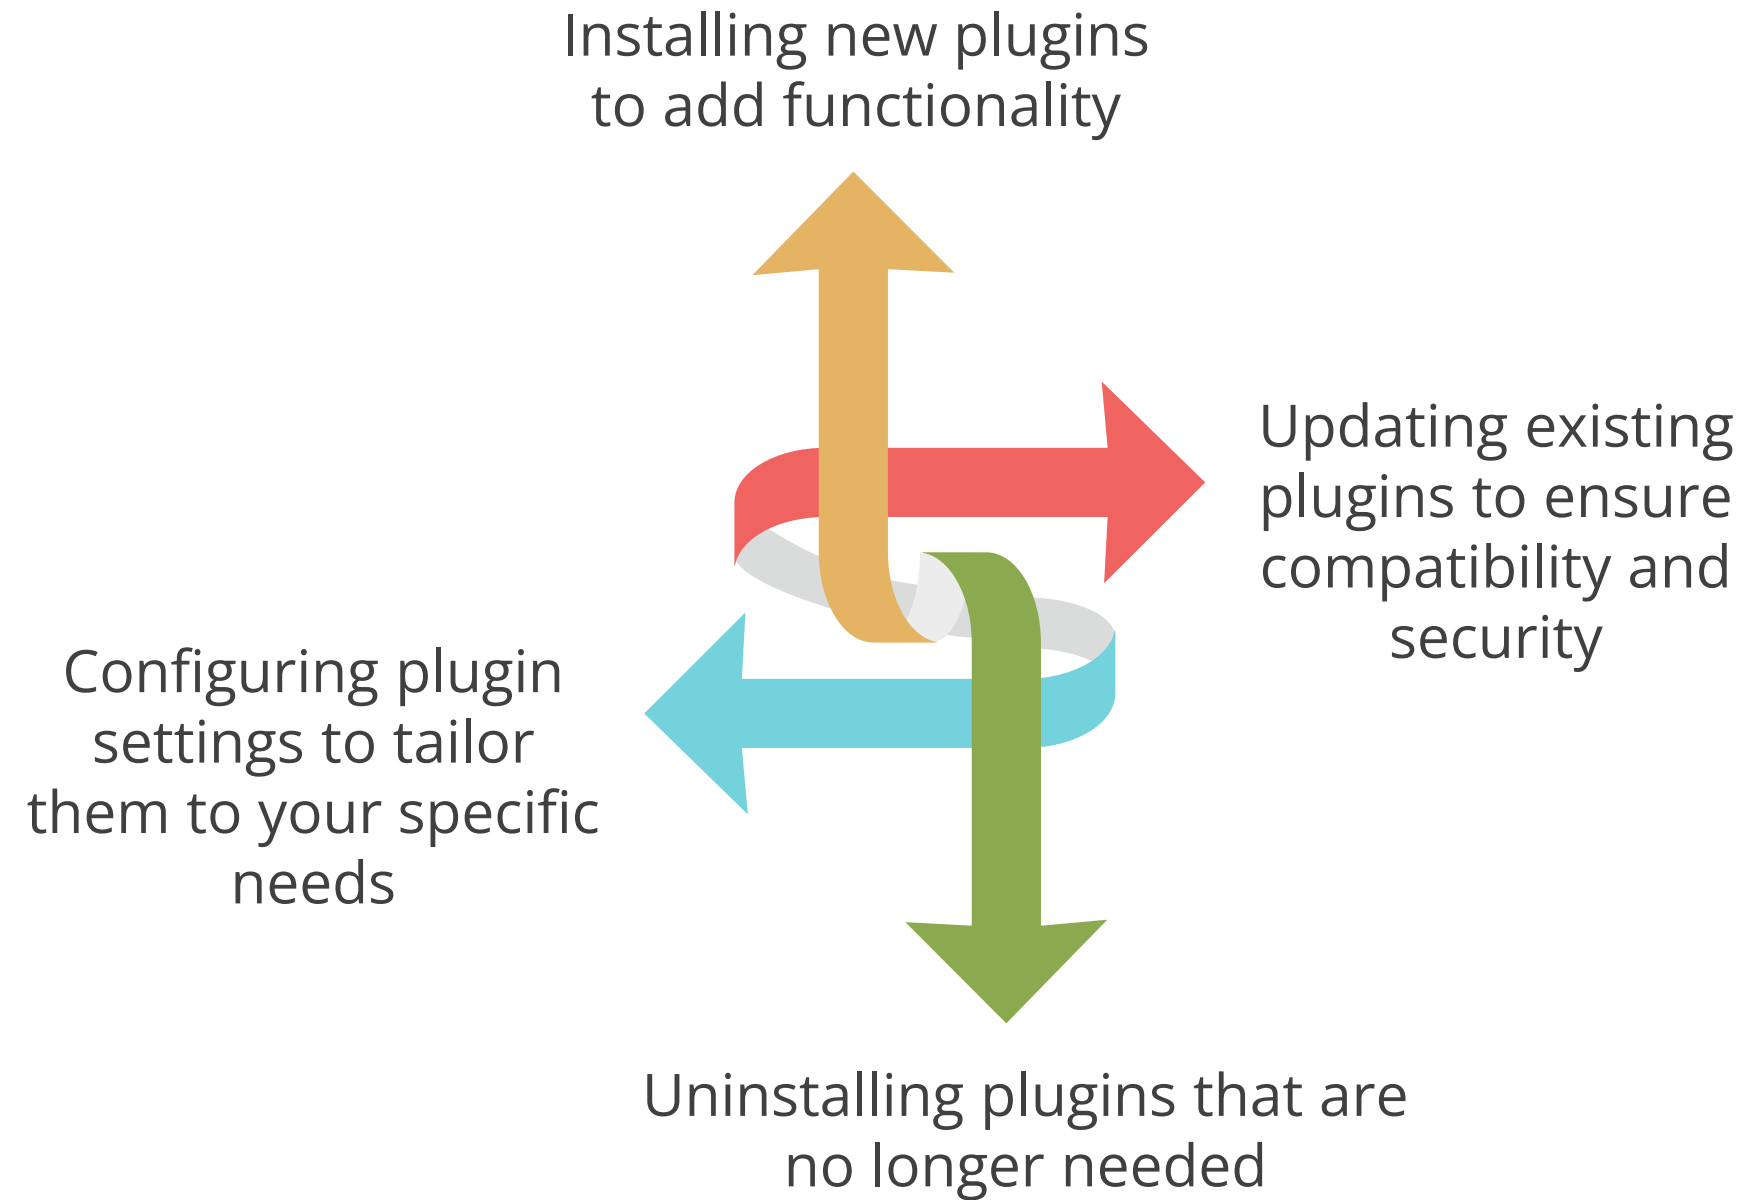 Installing new plugins
to add functionality
Updating existing
plugins to ensure
compatibility and
security
Configuring plugin
settings to tailor
them to your specific
needs
Uninstalling plugins that are
no longer needed